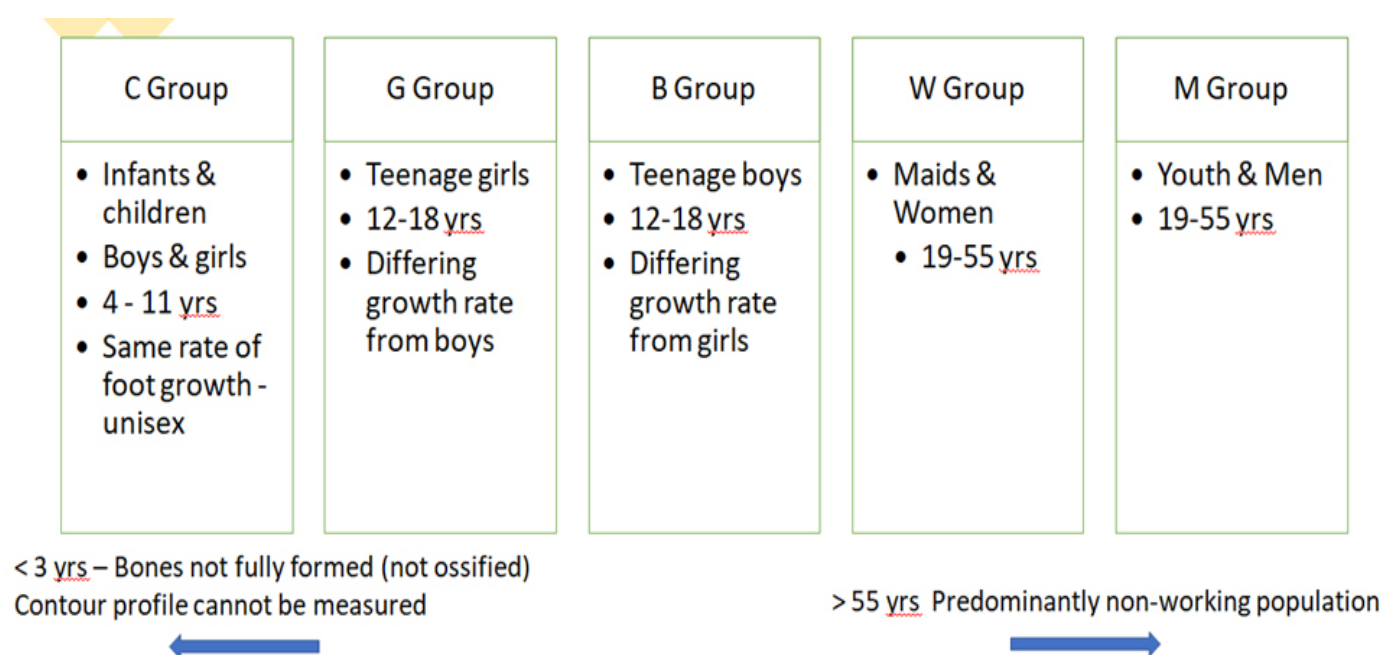 C Group
• Infants &
children
• Boys & girls
• 4 - 11 yrs
• Same rate of
foot growth -
unisex
G Group
• Teenage girls
• 12-18 yrs
• Differing
growth rate
from boys
B Group
• Teenage boys
• 12-18 yrs
• Differing
growth rate
from girls
W Group
• Maids &
Women
• 19-55 yrs
M Group
• Youth & Men
• 19-55 yrs
< 3 yrs – Bones not fully formed (not ossified)
Contour profile cannot be measured
> 55 yrs Predominantly non-working population